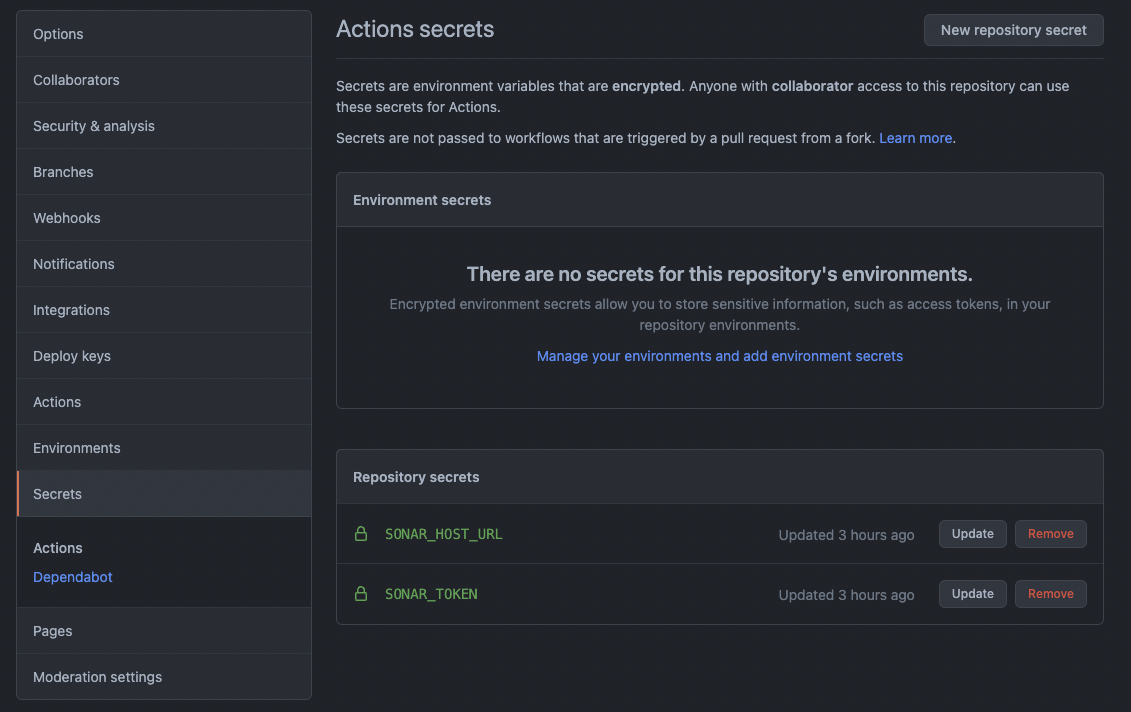 Options
Collaborators
Security & analysis
Branches
Webhooks
Notifications
Integrations
Deploy keys
Actions
Environments
Secrets
Actions
Dependabot
Pages
Moderation settings
Actions secrets
New repository secret
Secrets are environment variables that are encrypted. Anyone with collaborator access to this repository can use
these secrets for Actions.
Secrets are not passed to workflows that are triggered by a pull request from a fork. Learn more.
Environment secrets
There are no secrets for this repository's environments.
Encrypted environment secrets allow you to store sensitive information, such as access tokens, in your
repository environments.
Manage your environments and add environment secrets
Repository secrets
SONAR_HOST_URL Updated 3 hours ago Update Remove
SONAR_TOKEN Updated 3 hours ago Update Remove